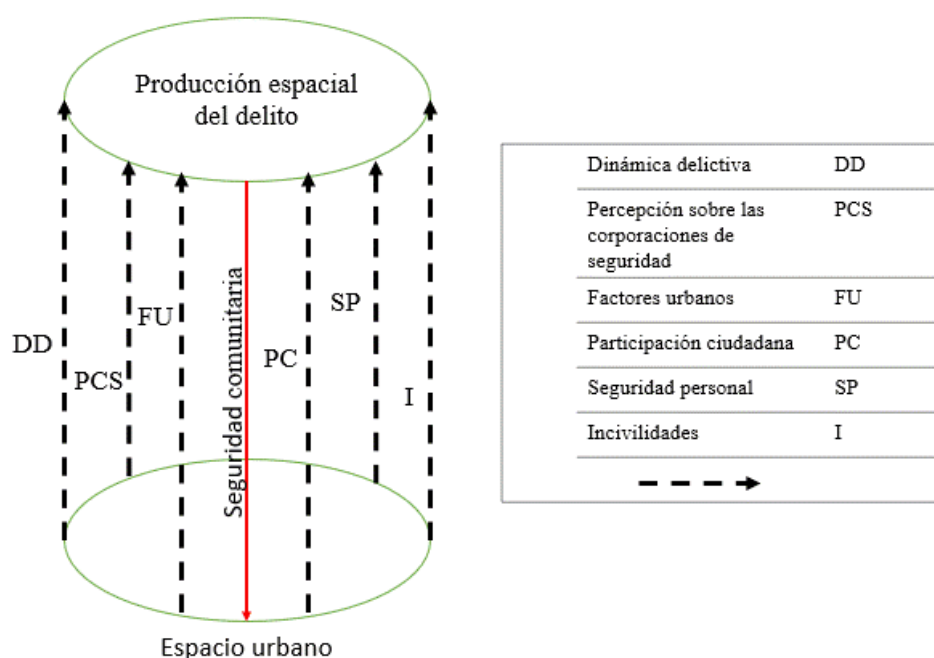 Producción espacial
del delito
DD
PCS
FU
Seguridad comunitaria
PC
SP
I
Espacio urbano
Dinámica delictiva DD
Percepción sobre las PCS
corporaciones de
seguridad
Factores urbanos FU
Participación ciudadana PC
Seguridad personal SP
Incivilidades I